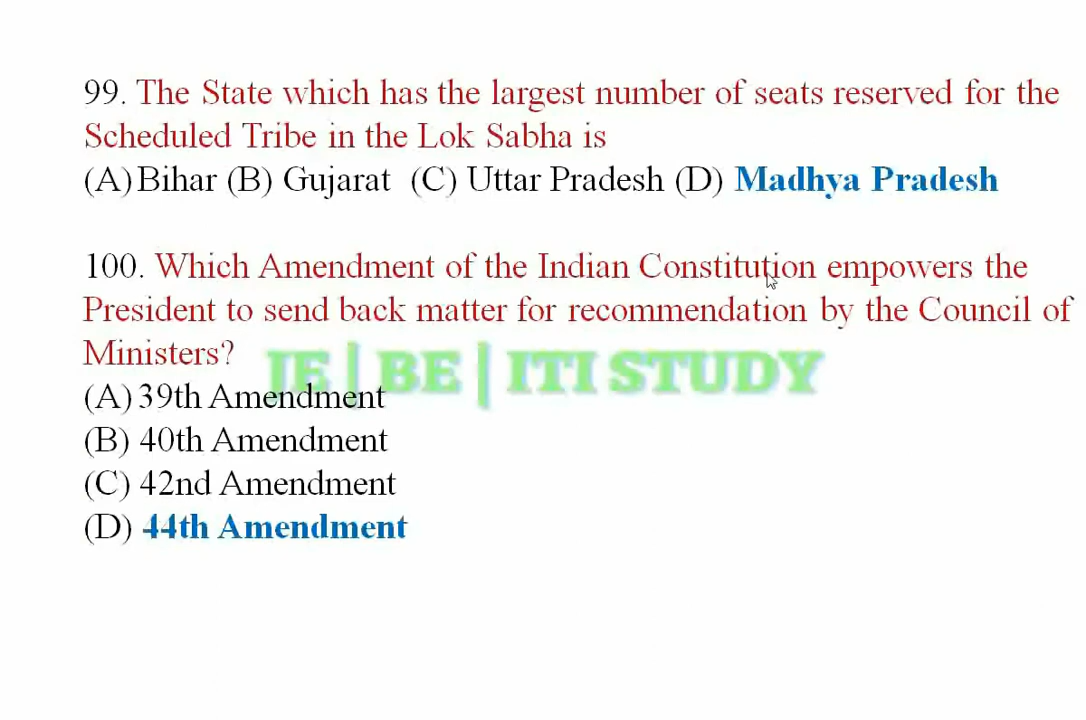 99. The State which has the largest number of seats reserved for the
Scheduled Tribe in the Lok Sabha is
(A) Bihar (B) Gujarat (C) Uttar Pradesh (D) Madhya Pradesh
100. Which Amendment of the Indian Constitution empowers the
President to send back matter for recommendation by the Council of
Ministers?
IE | BE | ITI STUDY
(A) 39th Amendment
(B) 40th Amendment
(C) 42nd Amendment
(D) 44th Amendment